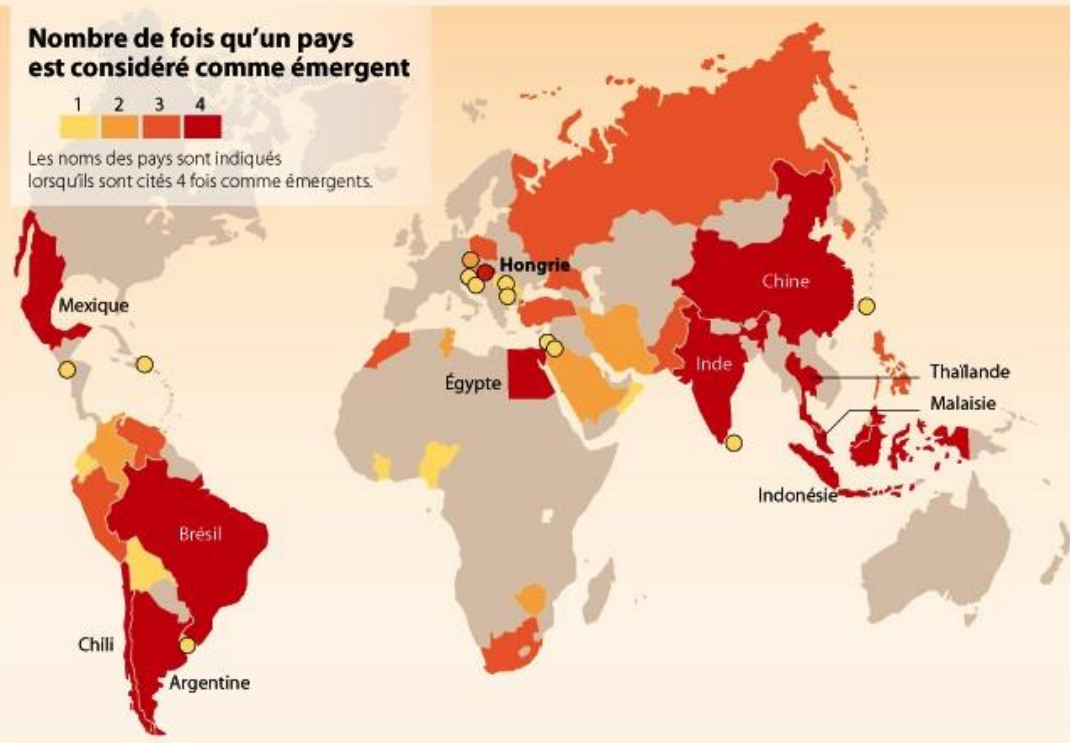 Nombre de fois qu'un pays
est considéré comme émergent
1 2 3 4
Les noms des pays sont indiqués
lorsqu'ils sont cités 4 fois comme émergents.
Hongrie
Chine
Mexique
Inde
Thaïlande
Égypte
Malaisie
Indonésie
Brésil
Chili
Argentine